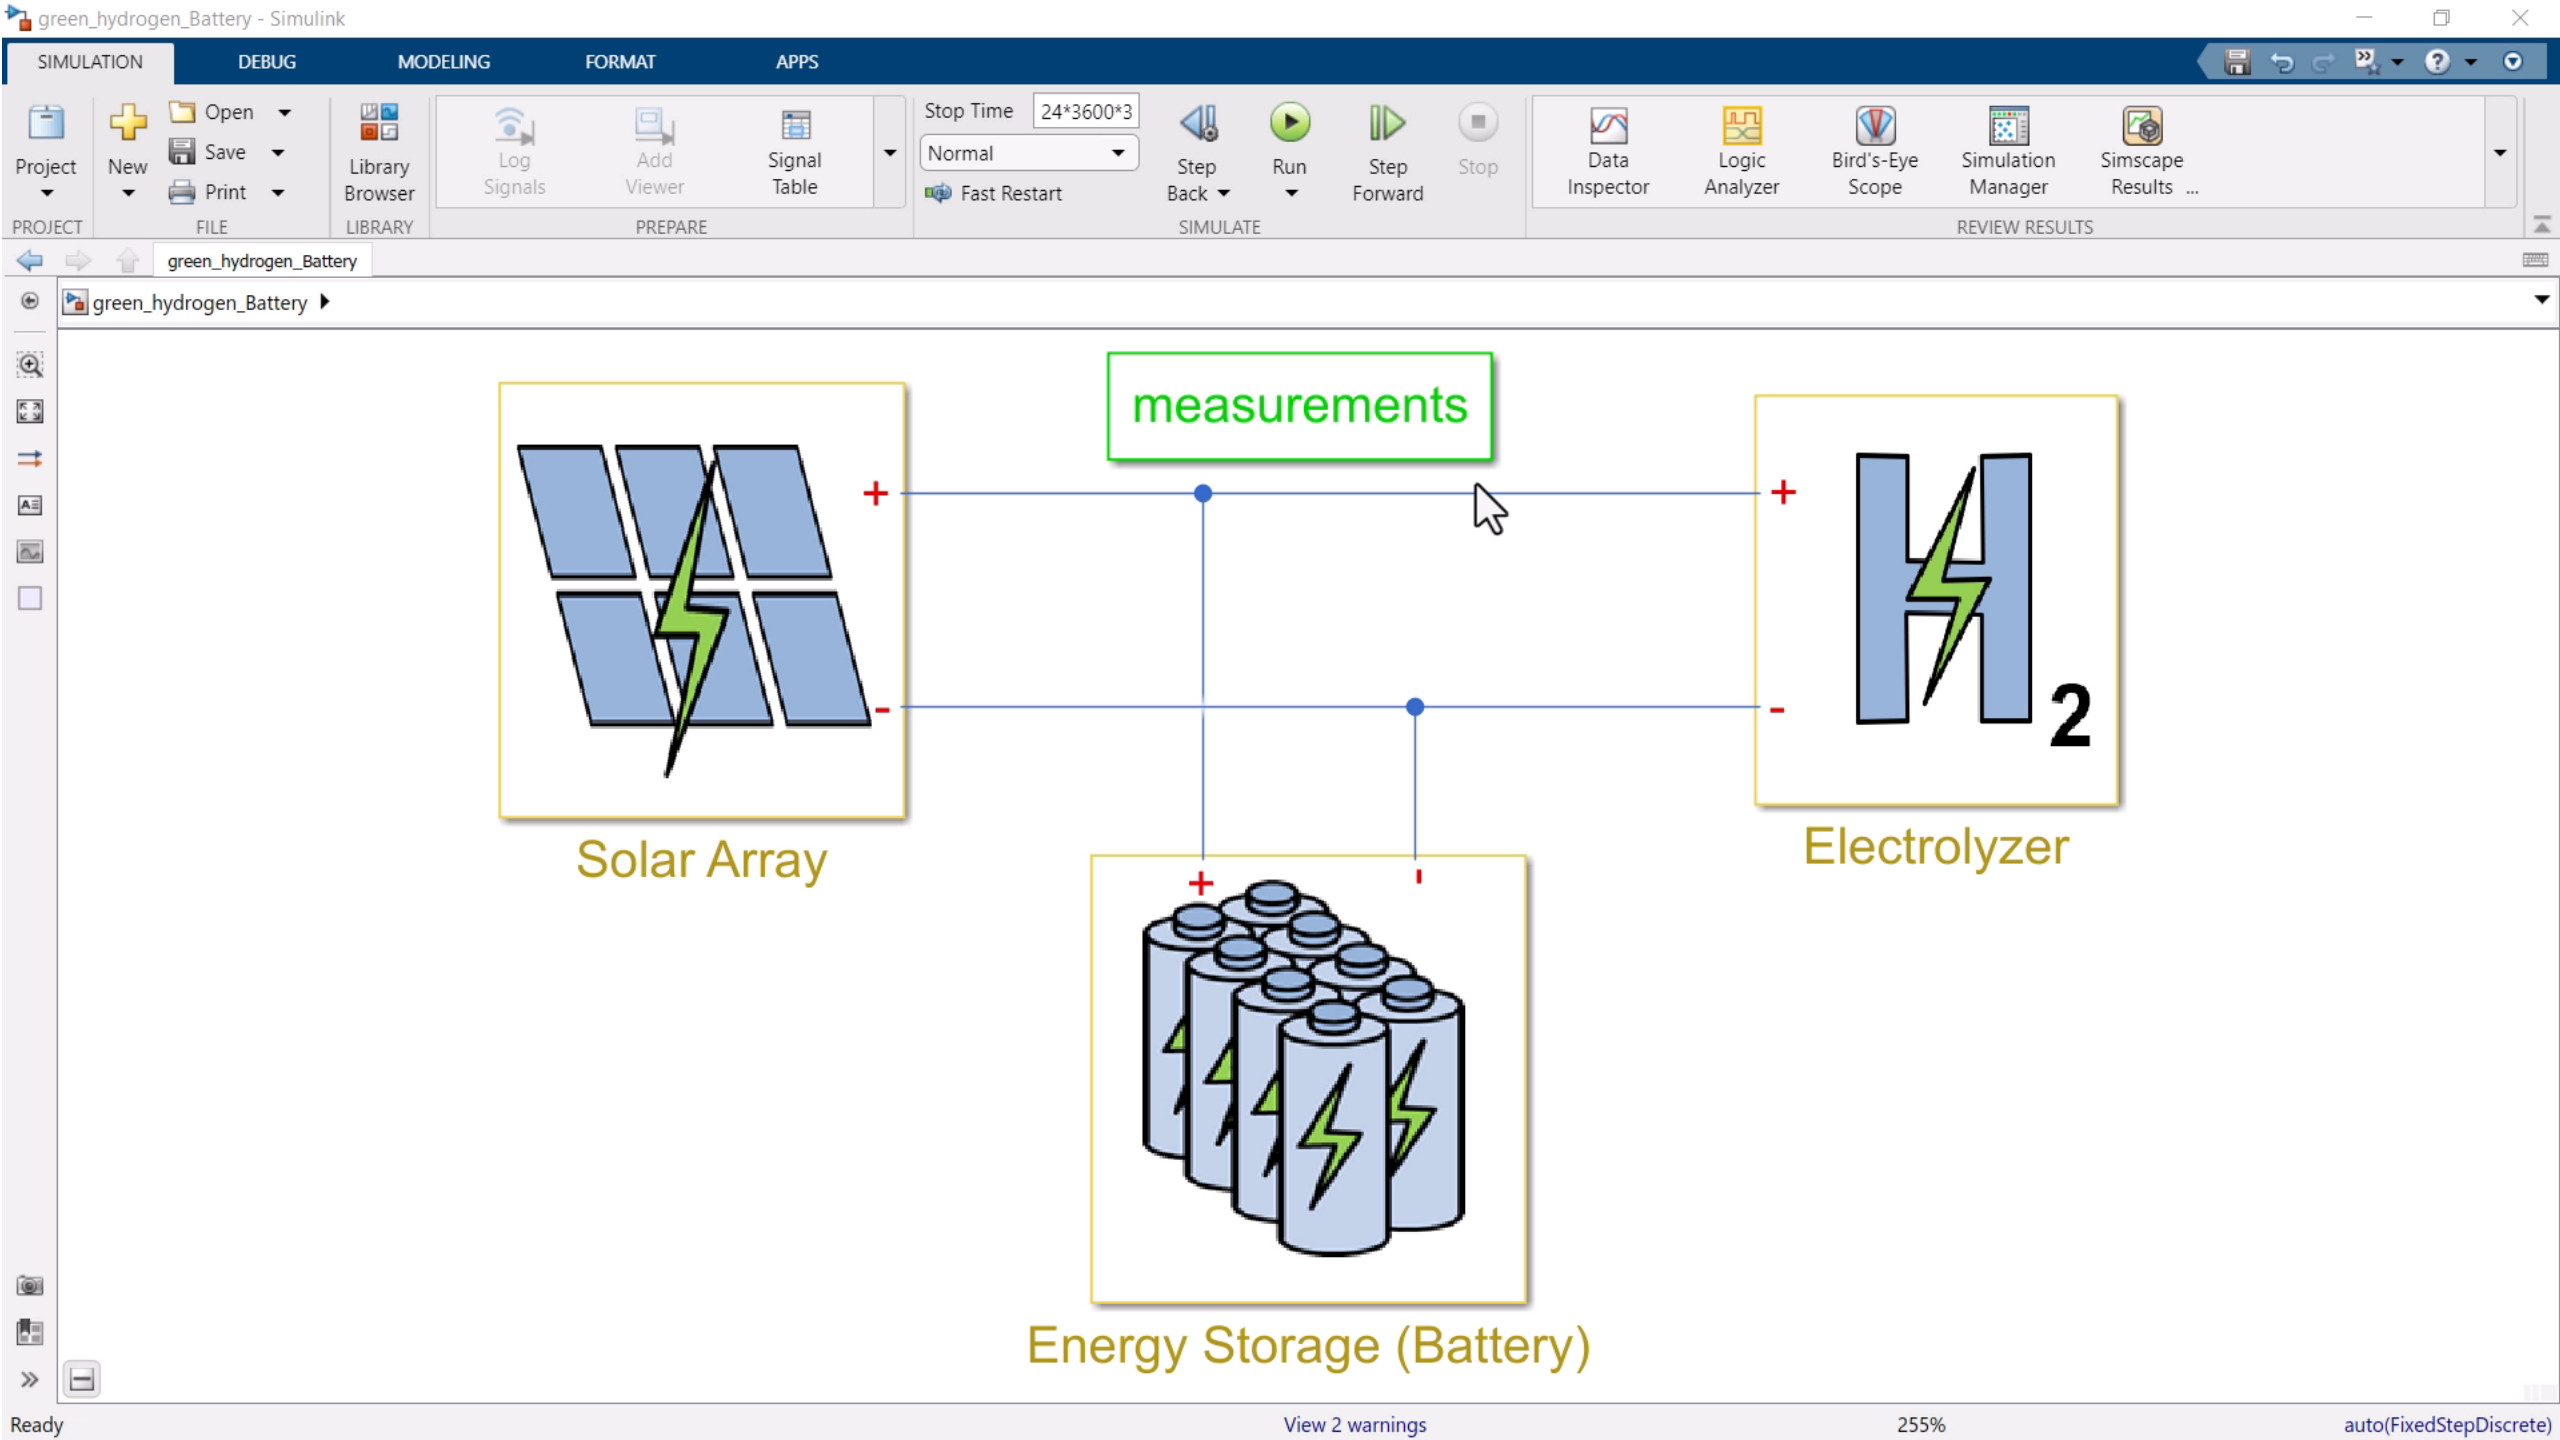 green_hydrogen_Battery - Simulink
SIMULATION DEBUG MODELING FORMAT APPS
Project
New
Open
Save
Print
Library
Browser
Log
Signals
Add
Viewer
Signal
Table
Stop Time 24*3600*3
Normal
Fast Restart
Step
Back
Run
Step
Forward
Stop
Data
Inspector
Logic
Analyzer
Bird's-Eye
Scope
Simulation
Manager
Simscape
Results ...
PROJECT FILE LIBRARY PREPARE SIMULATE REVIEW RESULTS
green_hydrogen_Battery
green_hydrogen_Battery
measurements
+ +
- -
H2
Solar Array
Electrolyzer
+ -
Energy Storage (Battery)
Ready View 2 warnings 255% auto(FixedStepDiscrete)